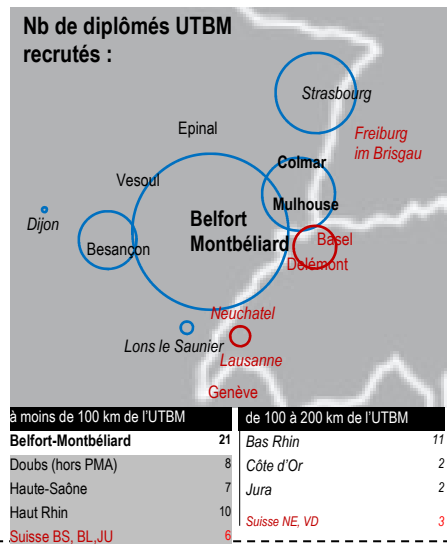 Nb de diplômés UTBM
recrutés :
Strasbourg
Epinal
Freiburg
im Brisgau
Colmar
Vesoul
Mulhouse
Dijon
Belfort
Montbéliard
Besançon
Basel
Delémont
Neuchatel
Lons le Saunier
Lausanne
Genève
à moins de 100 km de l'UTBM
Belfort-Montbéliard 21
Doubs (hors PMA) 8
Haute-Saône 7
Haut Rhin 10
Suisse BS, BL,JU 6
de 100 à 200 km de l'UTBM
Bas Rhin 11
Côte d'Or 2
Jura 2
Suisse NE, VD 3